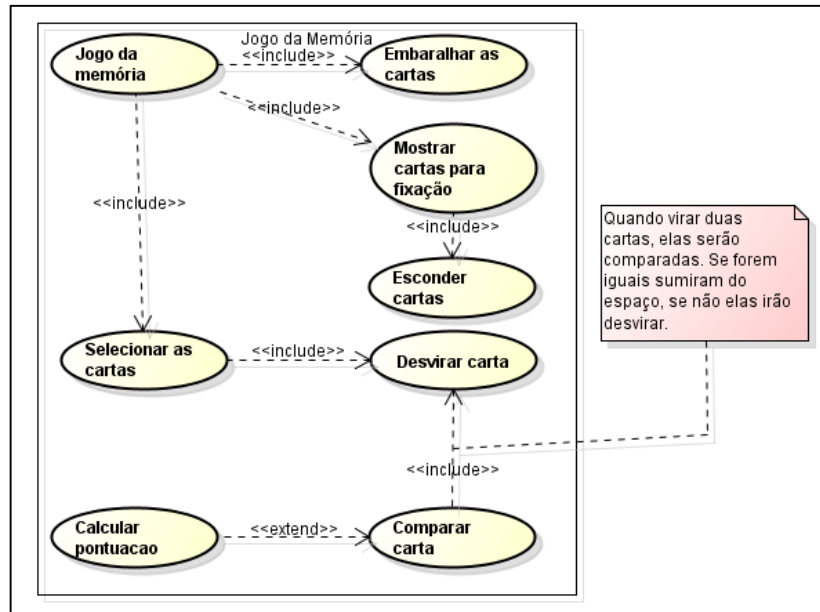 Jogo da Memória
Jogo da
memória
<<include>>
Embaralhar as
cartas
<<include>>
Mostrar
cartas para
fixação
<<include>>
<<include>>
Esconder
cartas
Quando virar duas
cartas, elas serão
comparadas. Se forem
iguais sumiram do
espaço, se não elas irão
desvirar.
Selecionar as
cartas
<<include>>
Desvirar carta
<<include>>
Calcular
pontuacao
<<extend>>
Comparar
carta